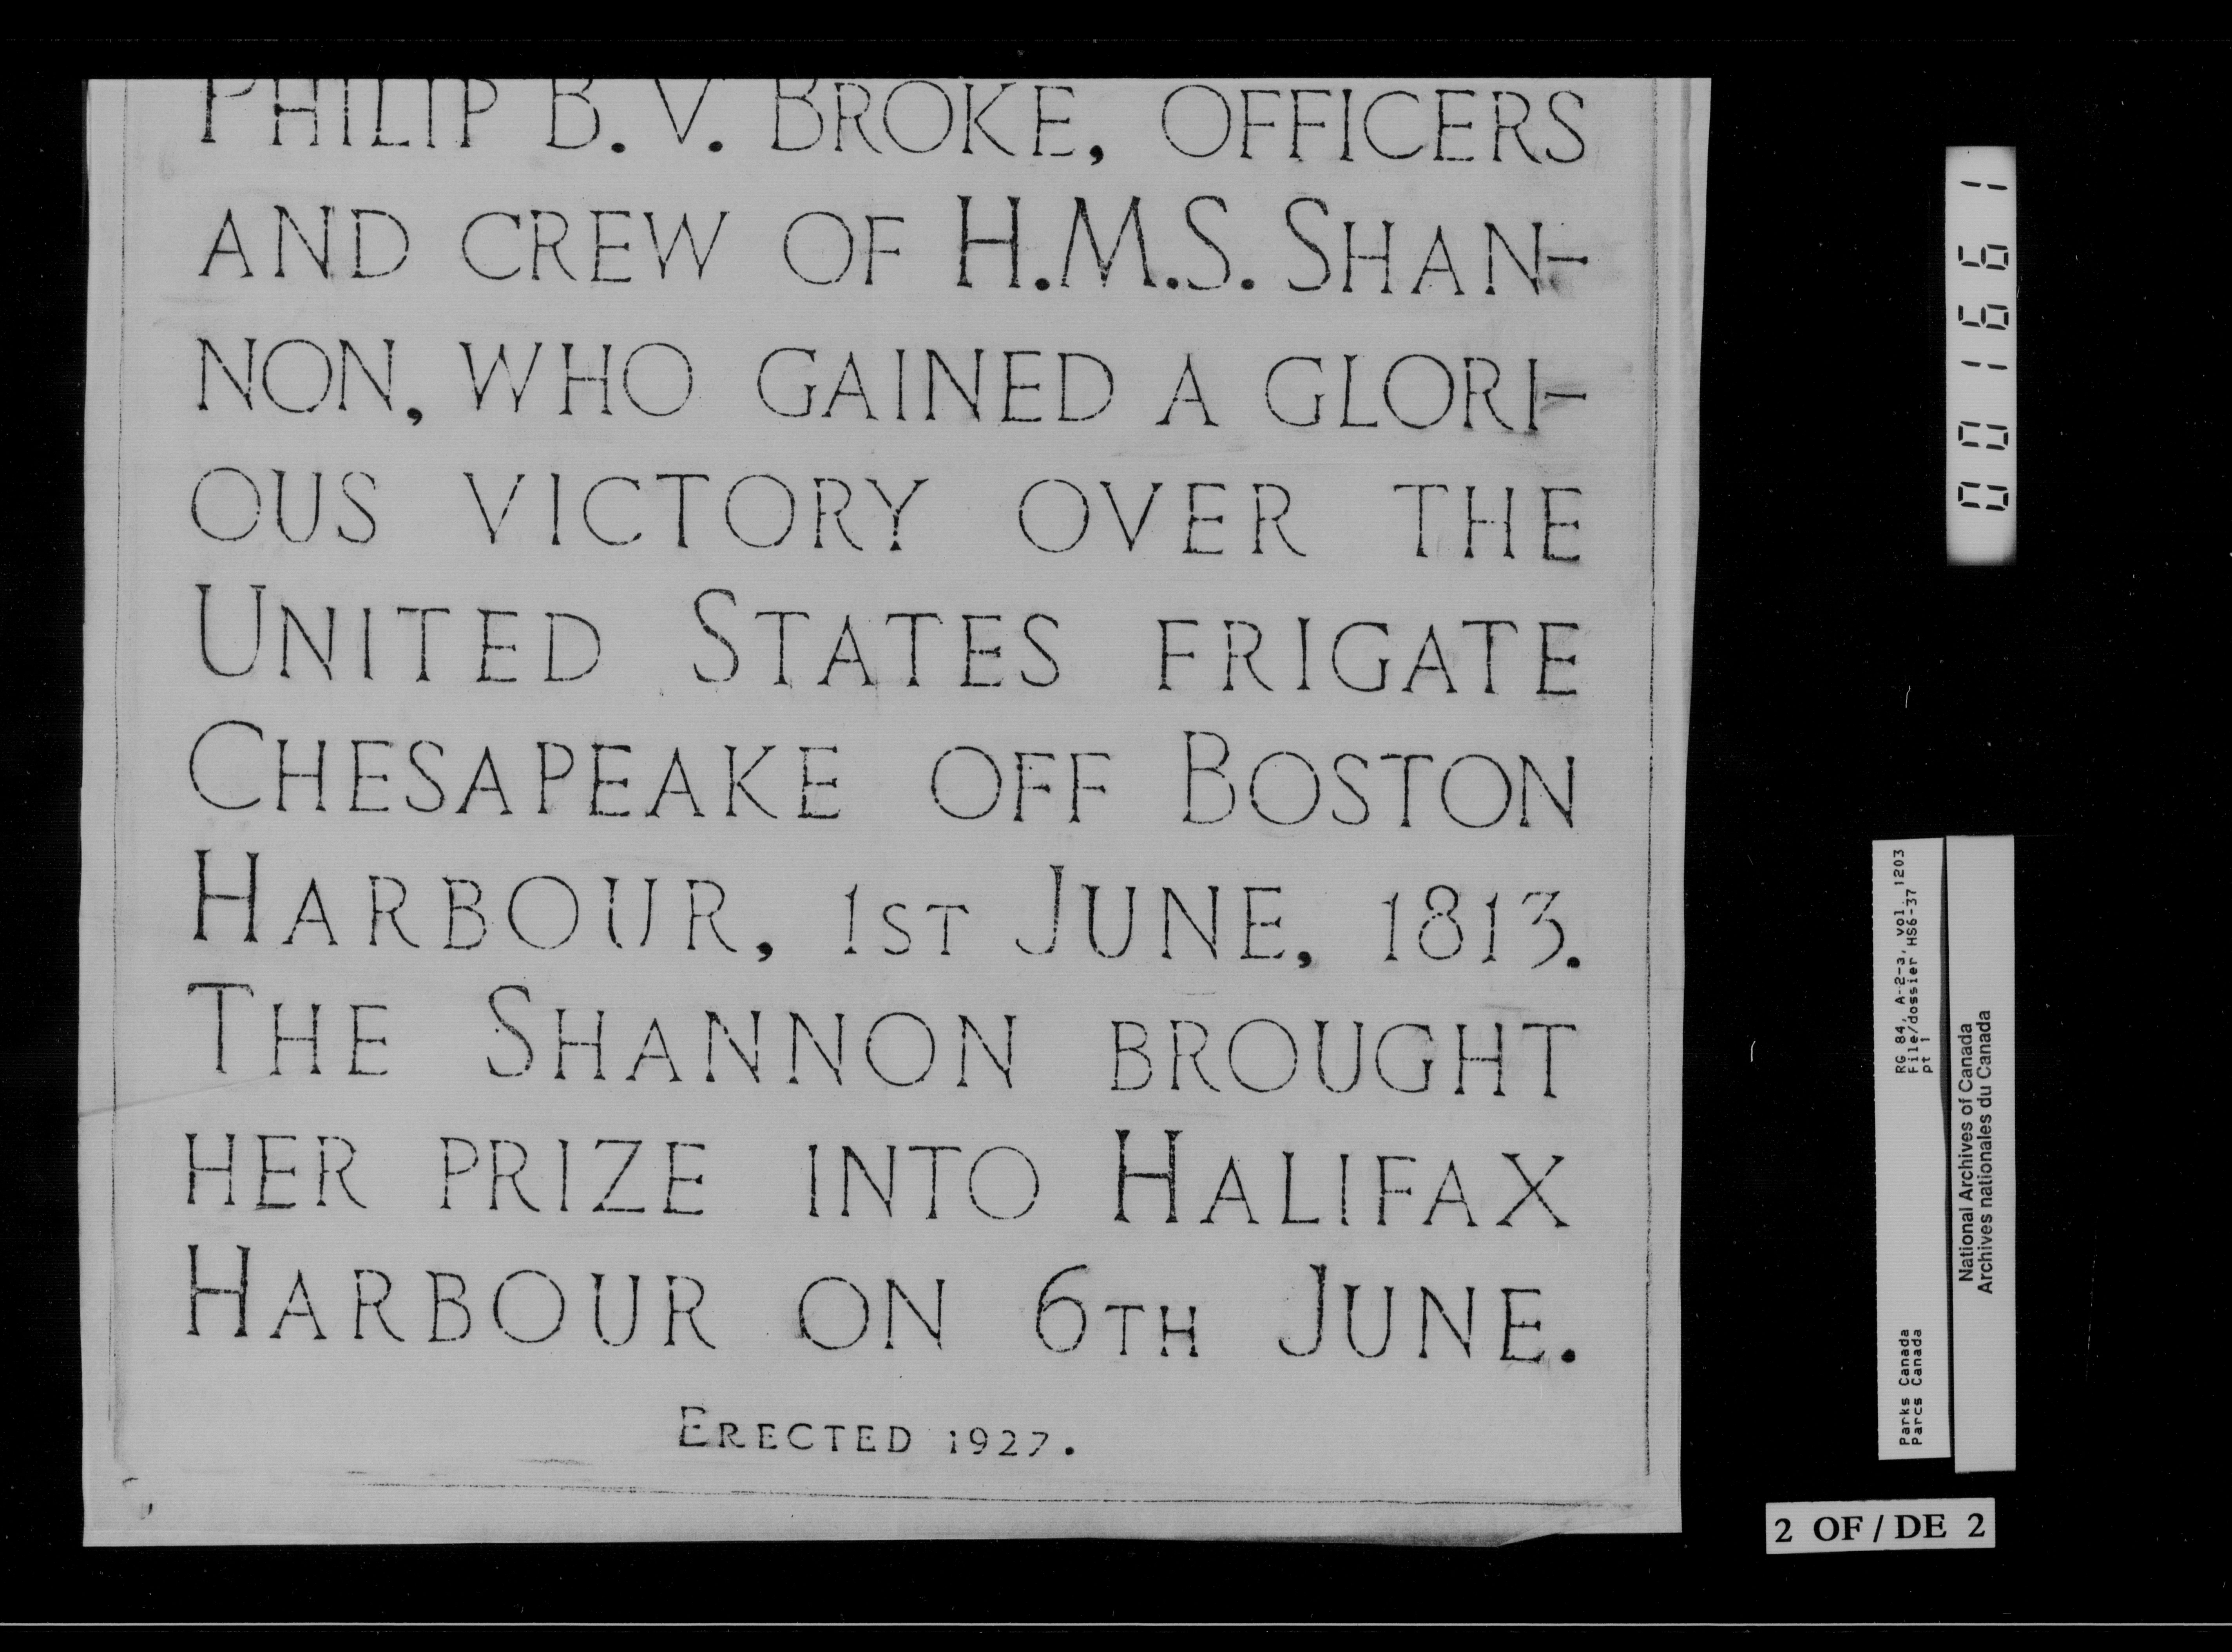 PHILIP B. V. BROKE, OFFICERS
AND CREW OF H.M.S. SHAN-
NON, WHO GAINED A GLORI-
OUS VICTORY OVER THE
UNITED STATES FRIGATE
CHESAPEAKE OFF BOSTON
HARBOUR, 1ST JUNE, 1813.
THE SHANNON BROUGHT
HER PRIZE INTO HALIFAX
HARBOUR ON 6TH JUNE.
ERECTED 1927.
001661
RG 84, A-2-a, vol. 1203
File/dossier HS6-37
pt 1
Parks Canada
Parcs Canada
National Archives of Canada
Archives nationales du Canada
2 OF / DE 2